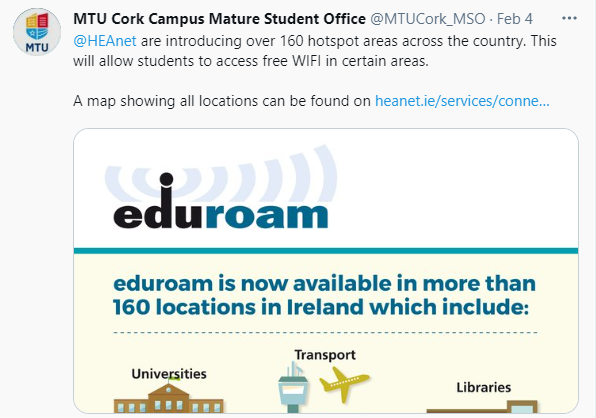 MTU Cork Campus Mature Student Office @MTUCork_MSO · Feb 4 ...
MTU
@HEAnet are introducing over 160 hotspot areas across the country. This
will allow students to access free WIFI in certain areas.
A map showing all locations can be found on heanet.ie/services/conne...
eduroam
eduroam is now available in more than
160 locations in Ireland which include:
Transport
Universities
Libraries